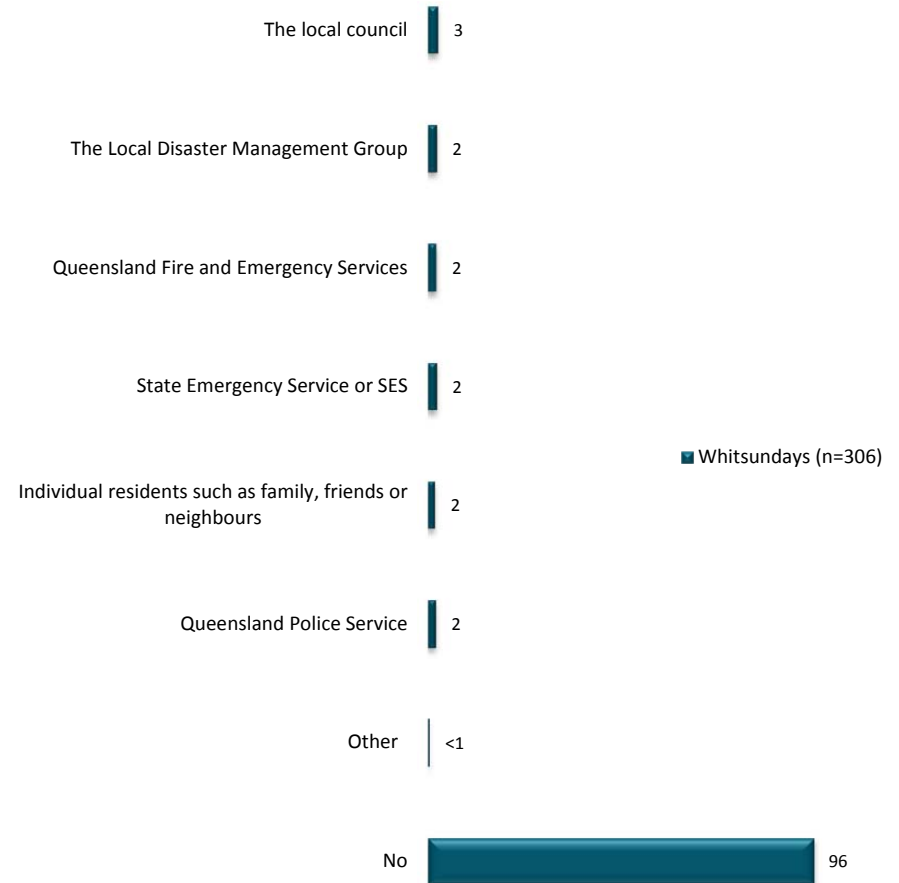 The local council 3
The Local Disaster Management Group 2
Queensland Fire and Emergency Services 2
State Emergency Service or SES 2
Whitsundays (n=306)
Individual residents such as family, friends or
neighbours 2
Queensland Police Service 2
Other <1
No 96